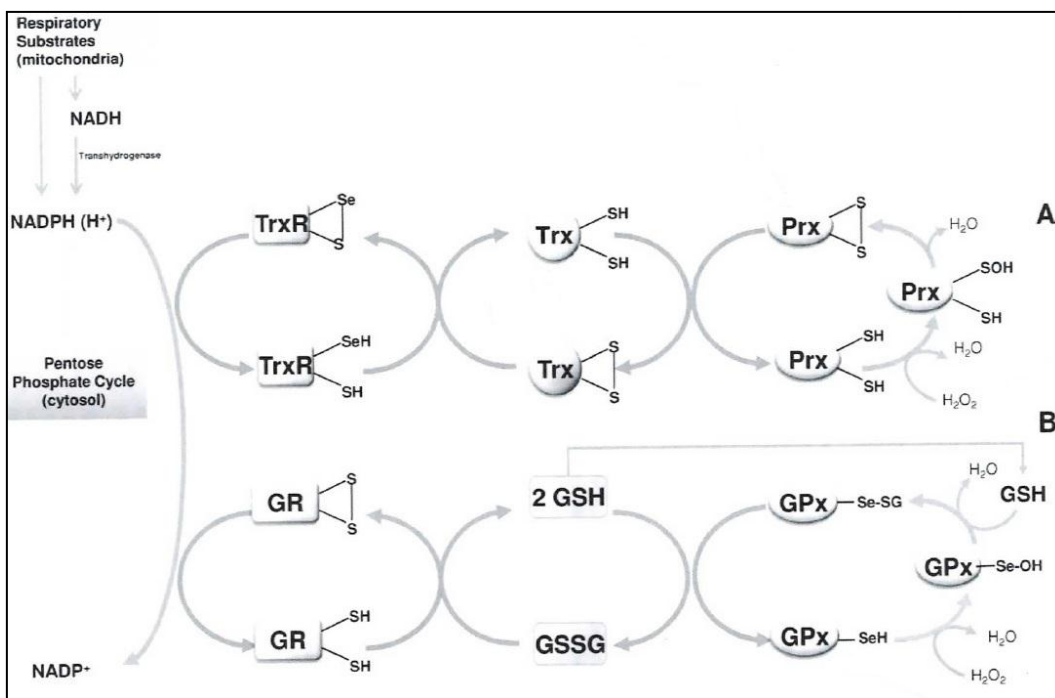 Respiratory
Substrates
(mitochondria)
NADH
Transhydrogenase
NADPH (H⁺)
Pentose
Phosphate Cycle
(cytosol)
NADP⁺
A
TrxR
Se
S
Trx
SH
SH
Prx
S
S
H₂O
Prx
SOH
SH
TrxR
SeH
SH
Trx
S
S
Prx
SH
SH
H₂O
H₂O₂
B
GR
S
S
2 GSH
GPx
Se-SG
H₂O
GSH
GPx
Se-OH
GR
SH
SH
GSSG
GPx
SeH
H₂O
H₂O₂